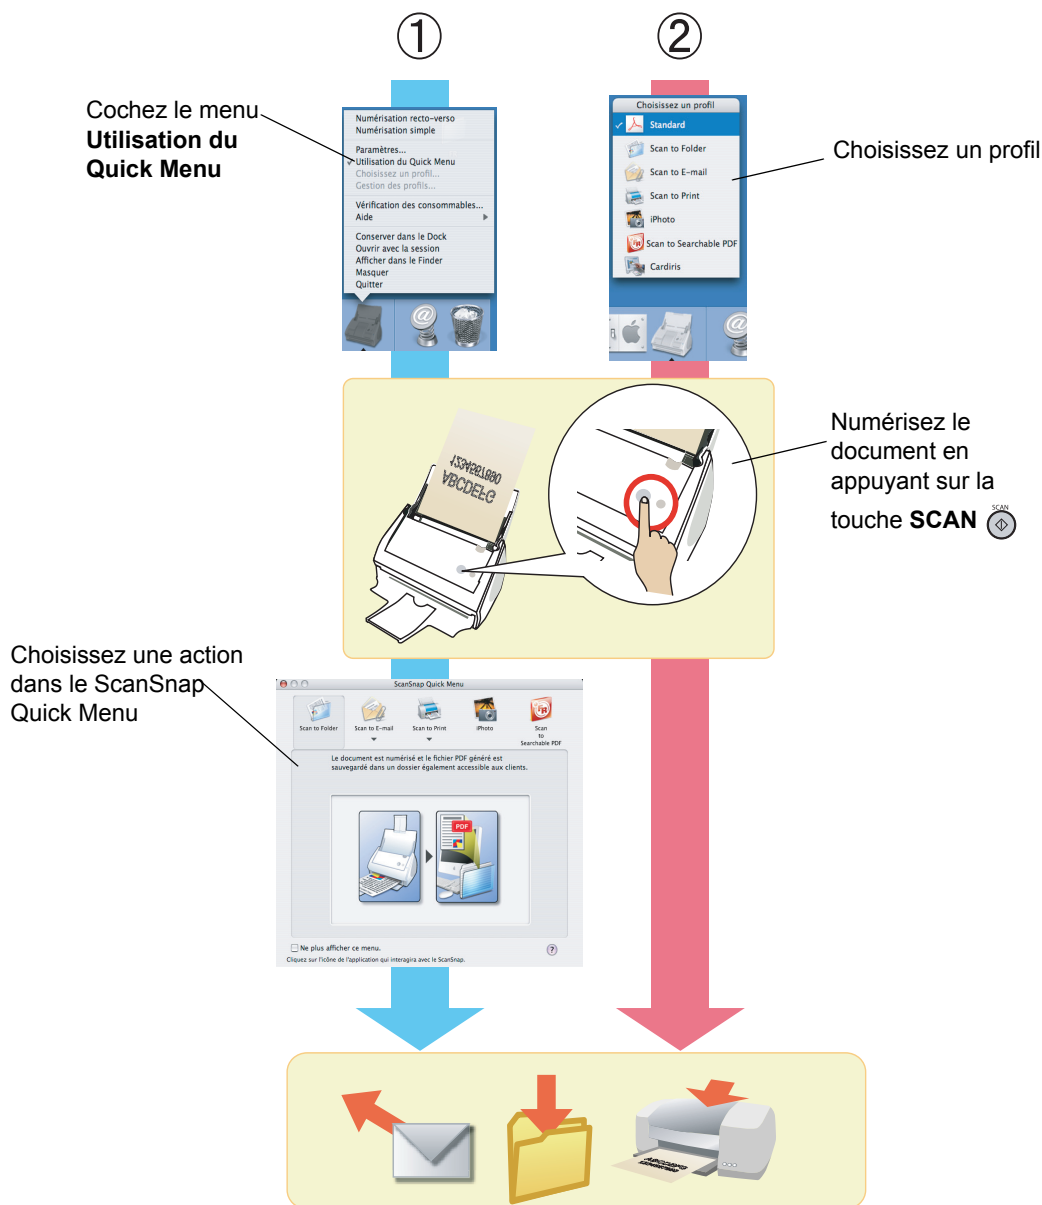 1
2
Cochez le menu
Utilisation du
Quick Menu
Numérisation recto-verso
Numérisation simple
Paramètres...
✓ Utilisation du Quick Menu
Choisissez un profil...
Gestion des profils...
Vérification des consommables...
Aide
Conserver dans le Dock
Ouvrir avec la session
Afficher dans le Finder
Masquer
Quitter
Choisissez un profil
✓ Standard
Scan to Folder
Scan to E-mail
Scan to Print
iPhoto
Scan to Searchable PDF
Cardiris
Choisissez un profil
1234567890
ABCDEFG
Numérisez le
document en
appuyant sur la
touche SCAN
SCAN
Choisissez une action
dans le ScanSnap
Quick Menu
ScanSnap Quick Menu
Scan to Folder
Scan to E-mail
Scan to Print
iPhoto
Scan
to
Searchable PDF
Le document est numérisé et le fichier PDF généré est
sauvegardé dans un dossier également accessible aux clients.
PDF
Ne plus afficher ce menu.
?
Cliquez sur l'icône de l'application qui interagira avec le ScanSnap.
ABCDEFG
1234567890